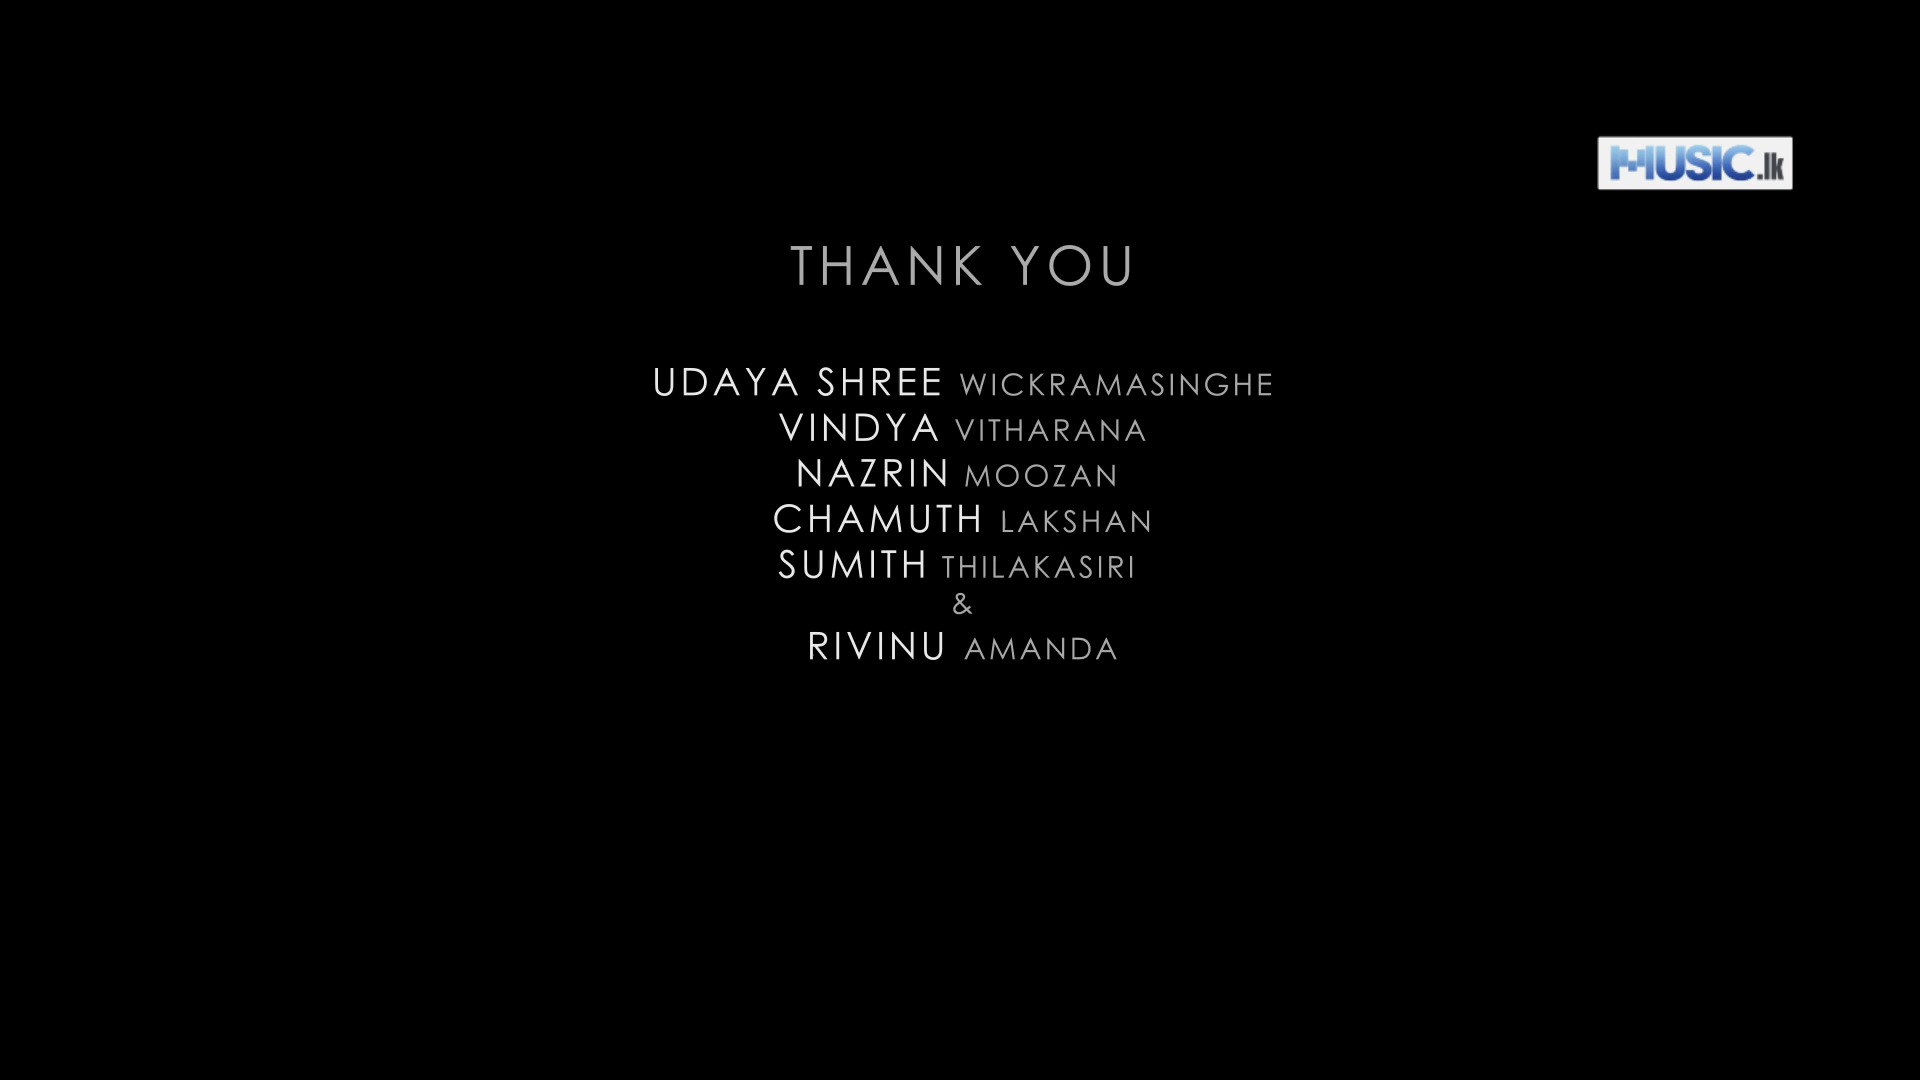 MUSIC.lk
THANK YOU
UDAYA SHREE WICKRAMASINGHE
VINDYA VITHARANA
NAZRIN MOOZAN
CHAMUTH LAKSHAN
SUMITH THILAKASIRI
&
RIVINU AMANDA